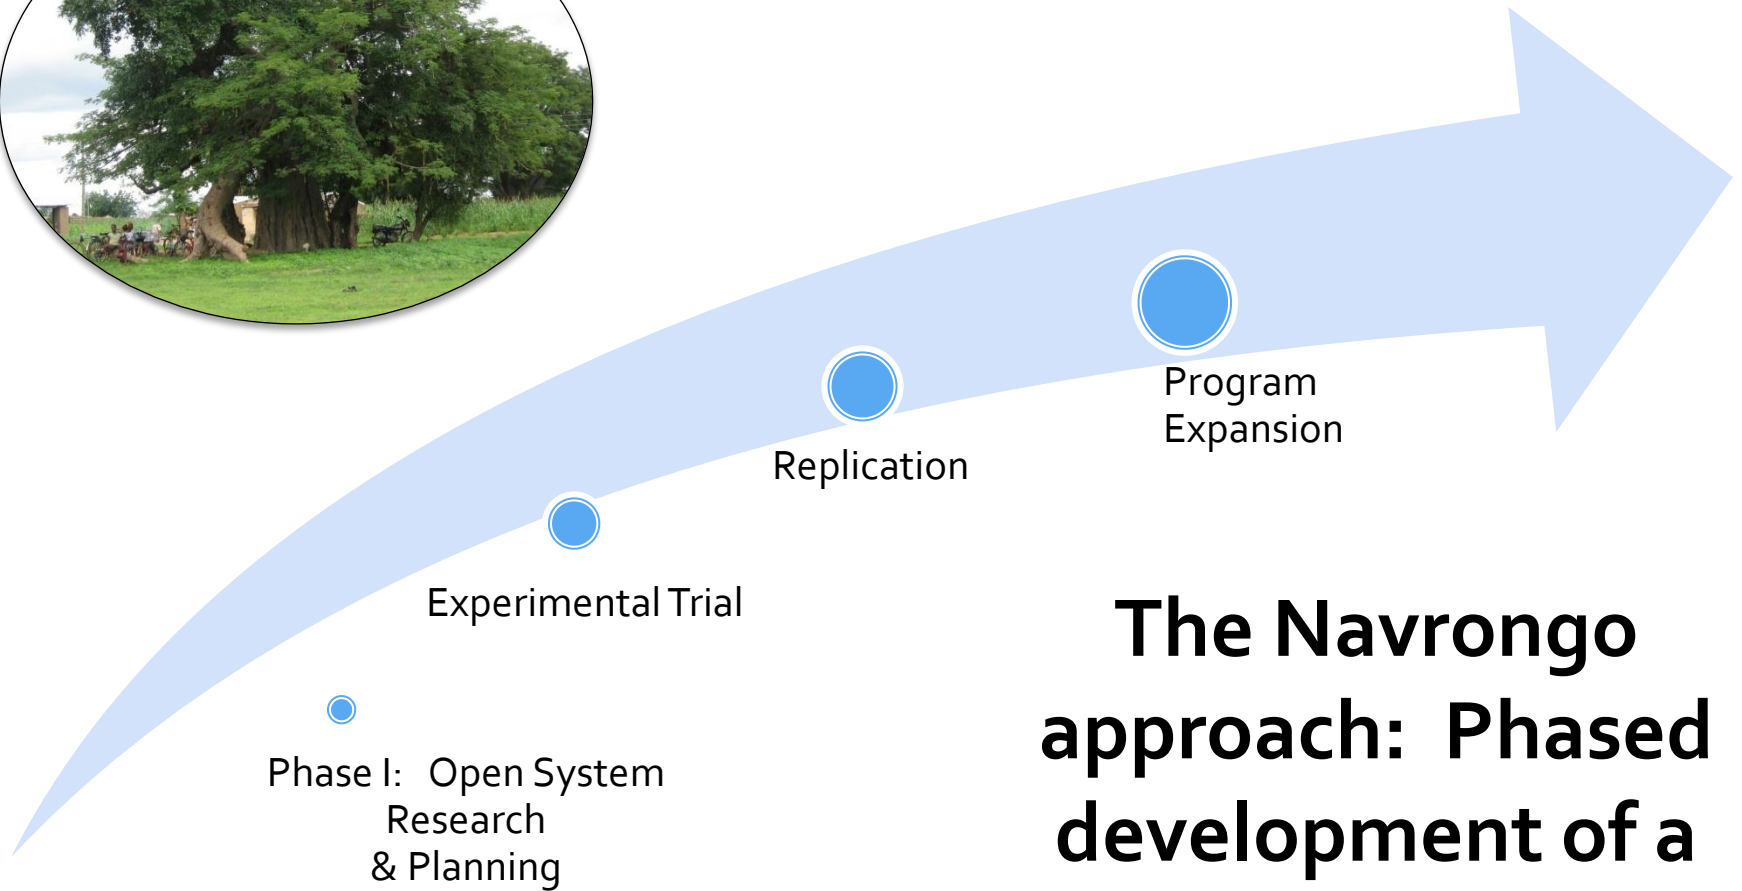 Program
Expansion
Replication
Experimental Trial
Phase I:   Open System
Research
& Planning
The Navrongo
approach:  Phased
development of a